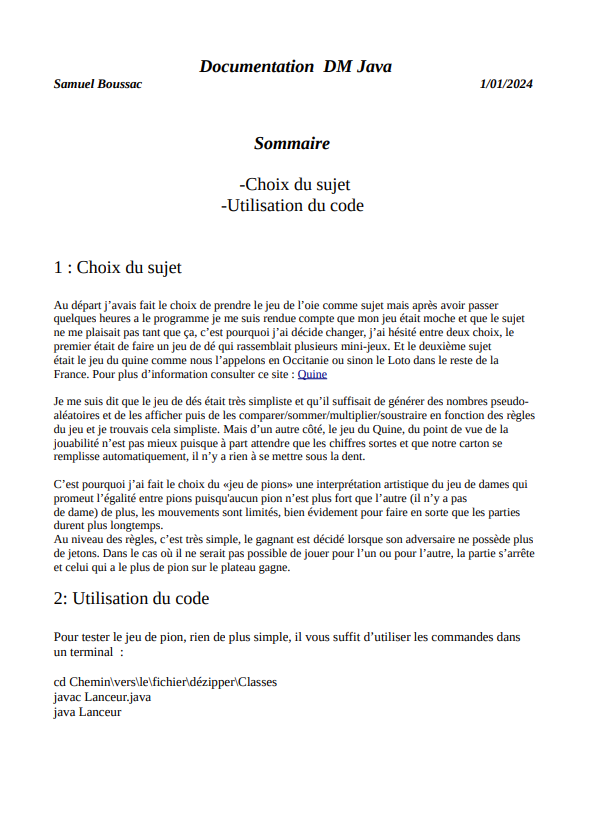 Documentation  DM Java
Samuel Boussac 1/01/2024
Sommaire
-Choix du sujet
-Utilisation du code
1 : Choix du sujet
Au départ j'avais fait le choix de prendre le jeu de l'oie comme sujet mais après avoir passer
quelques heures a le programme je me suis rendue compte que mon jeu était moche et que le sujet
ne me plaisait pas tant que ça, c'est pourquoi j'ai décide changer, j'ai hésité entre deux choix, le
premier était de faire un jeu de dé qui rassemblait plusieurs mini-jeux. Et le deuxième sujet
était le jeu du quine comme nous l'appelons en Occitanie ou sinon le Loto dans le reste de la
France. Pour plus d'information consulter ce site : Quine
Je me suis dit que le jeu de dés était très simpliste et qu'il suffisait de générer des nombres pseudo-
aléatoires et de les afficher puis de les comparer/sommer/multiplier/soustraire en fonction des règles
du jeu et je trouvais cela simpliste. Mais d'un autre côté, le jeu du Quine, du point de vue de la
jouabilité n'est pas mieux puisque à part attendre que les chiffres sortes et que notre carton se
remplisse automatiquement, il n'y a rien à se mettre sous la dent.
C'est pourquoi j'ai fait le choix du «jeu de pions» une interprétation artistique du jeu de dames qui
promeut l'égalité entre pions puisqu'aucun pion n'est plus fort que l'autre (il n'y a pas
de dame) de plus, les mouvements sont limités, bien évidement pour faire en sorte que les parties
durent plus longtemps.
Au niveau des règles, c'est très simple, le gagnant est décidé lorsque son adversaire ne possède plus
de jetons. Dans le cas où il ne serait pas possible de jouer pour l'un ou pour l'autre, la partie s'arrête
et celui qui a le plus de pion sur le plateau gagne.
2: Utilisation du code
Pour tester le jeu de pion, rien de plus simple, il vous suffit d'utiliser les commandes dans
un terminal  :
cd Chemin\vers\le\fichier\dézipper\Classes
javac Lanceur.java
java Lanceur